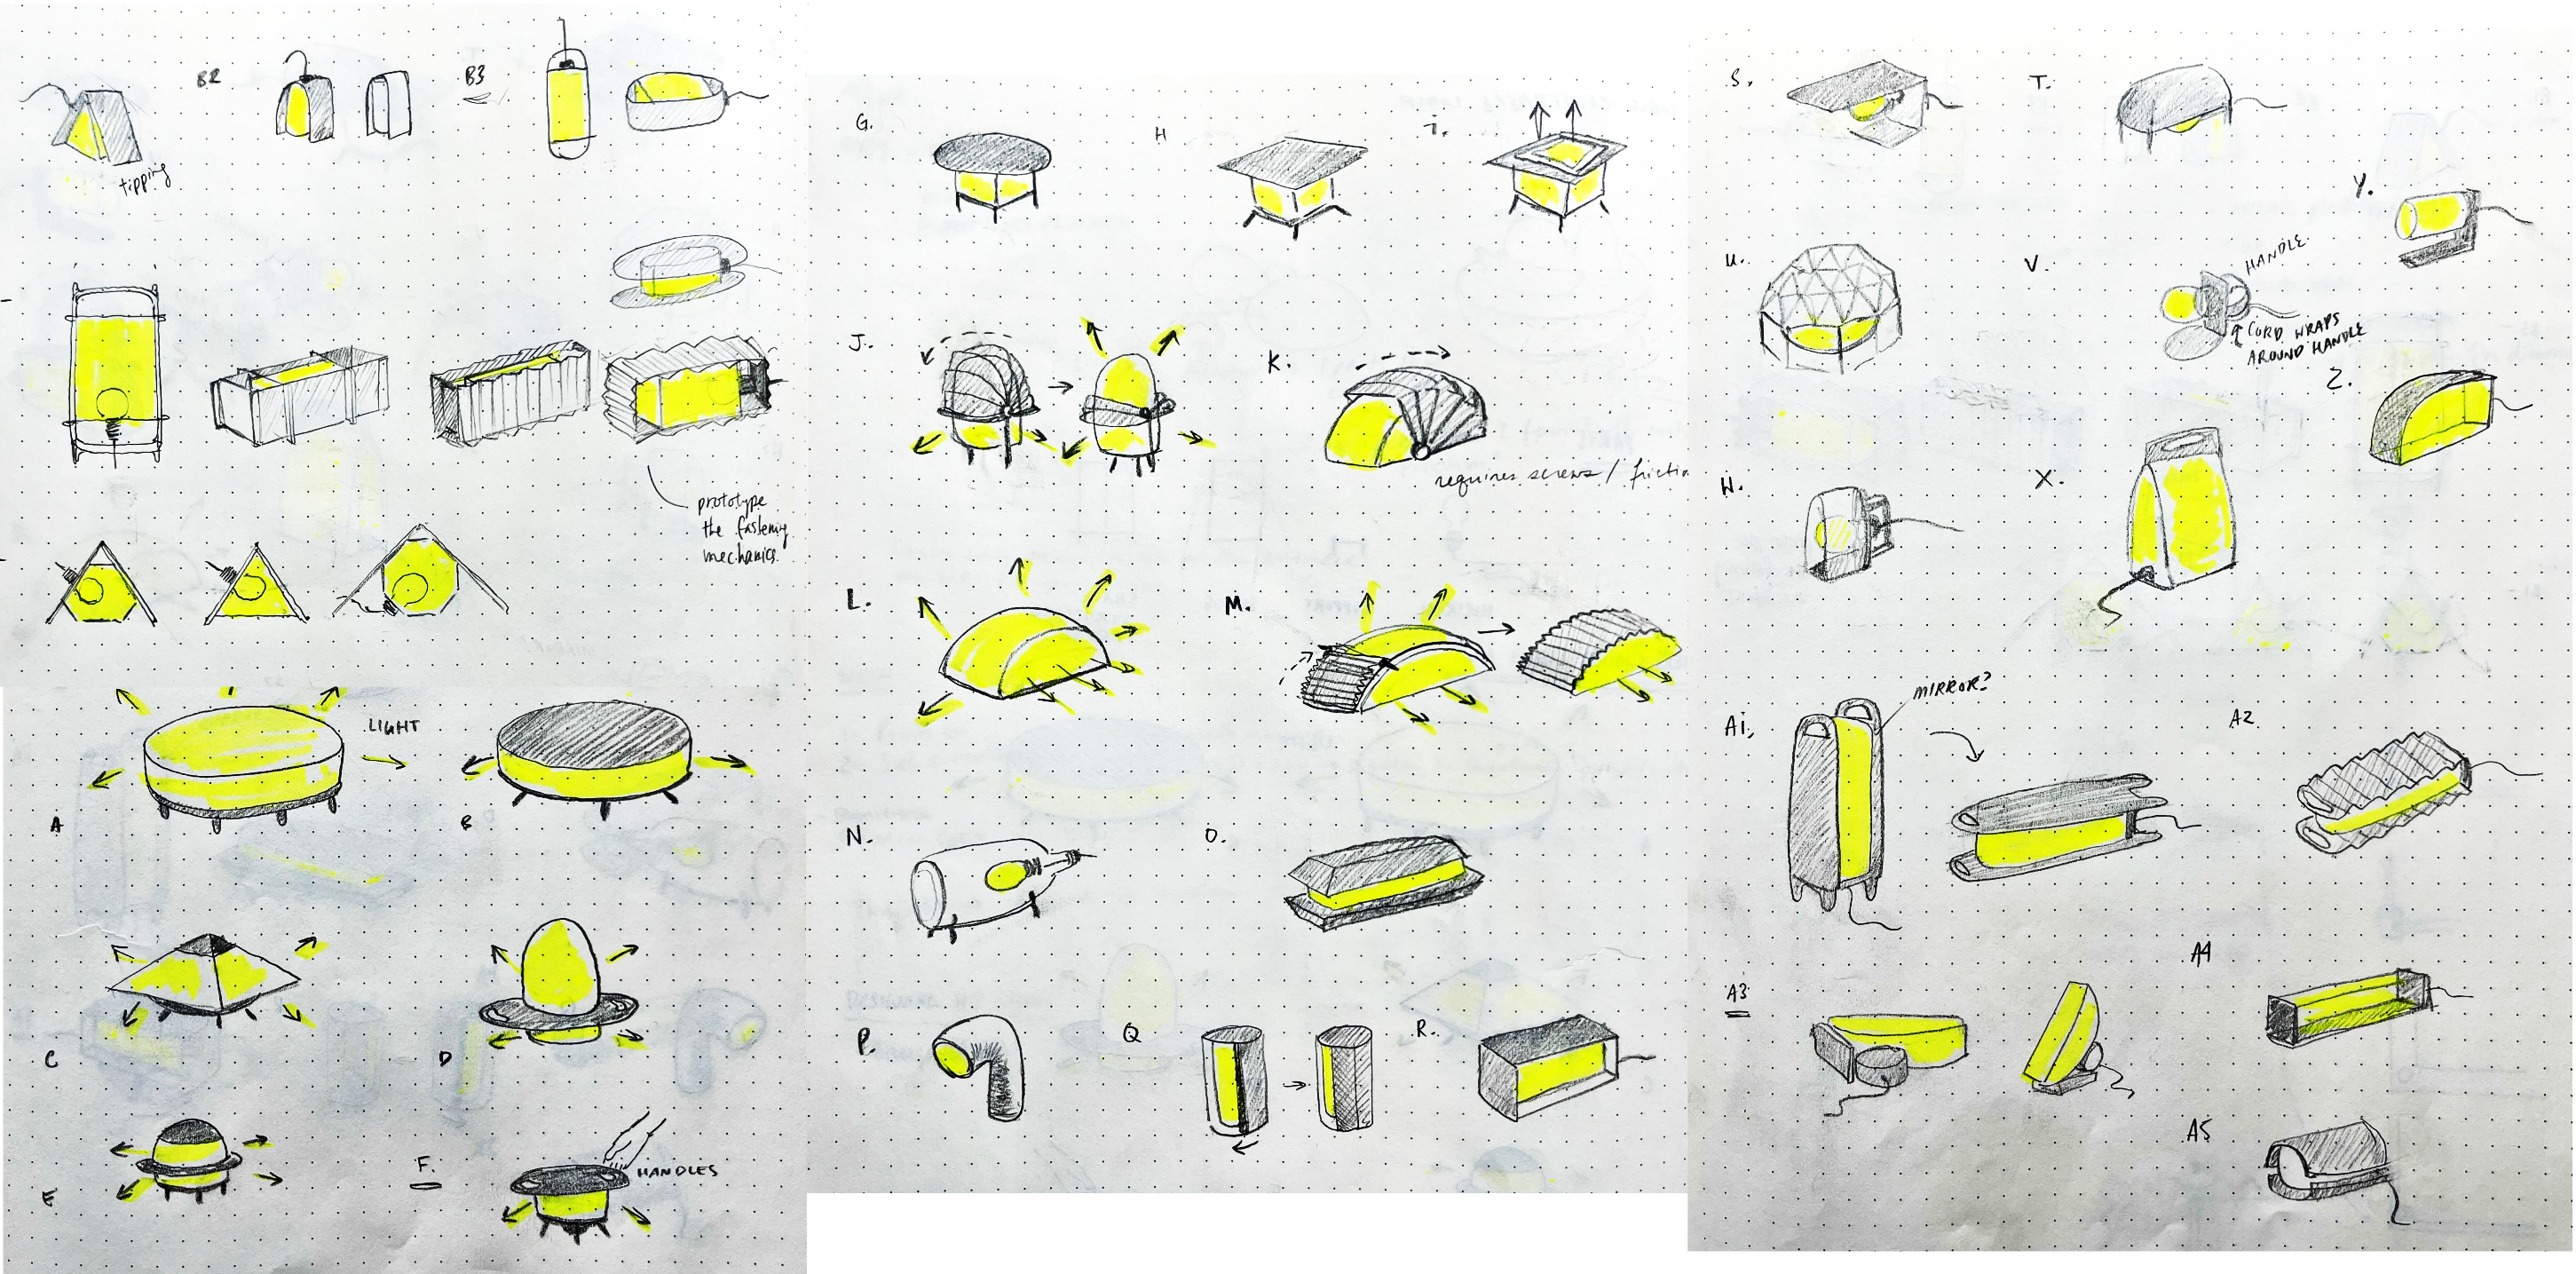 B2
B3
tipping
prototype
the fastening
mechanics.
LIGHT
A
B
C
D
E
F.
HANDLES
G.
H
i.
J.
K.
requires screws / frictio
L.
M.
N.
O.
P.
Q
R.
S.
T.
Y.
U.
V.
HANDLE
CORD WRAPS
AROUND HANDLE
Z.
W.
X.
MIRROR?
A1,
A2
A4
A3
A5